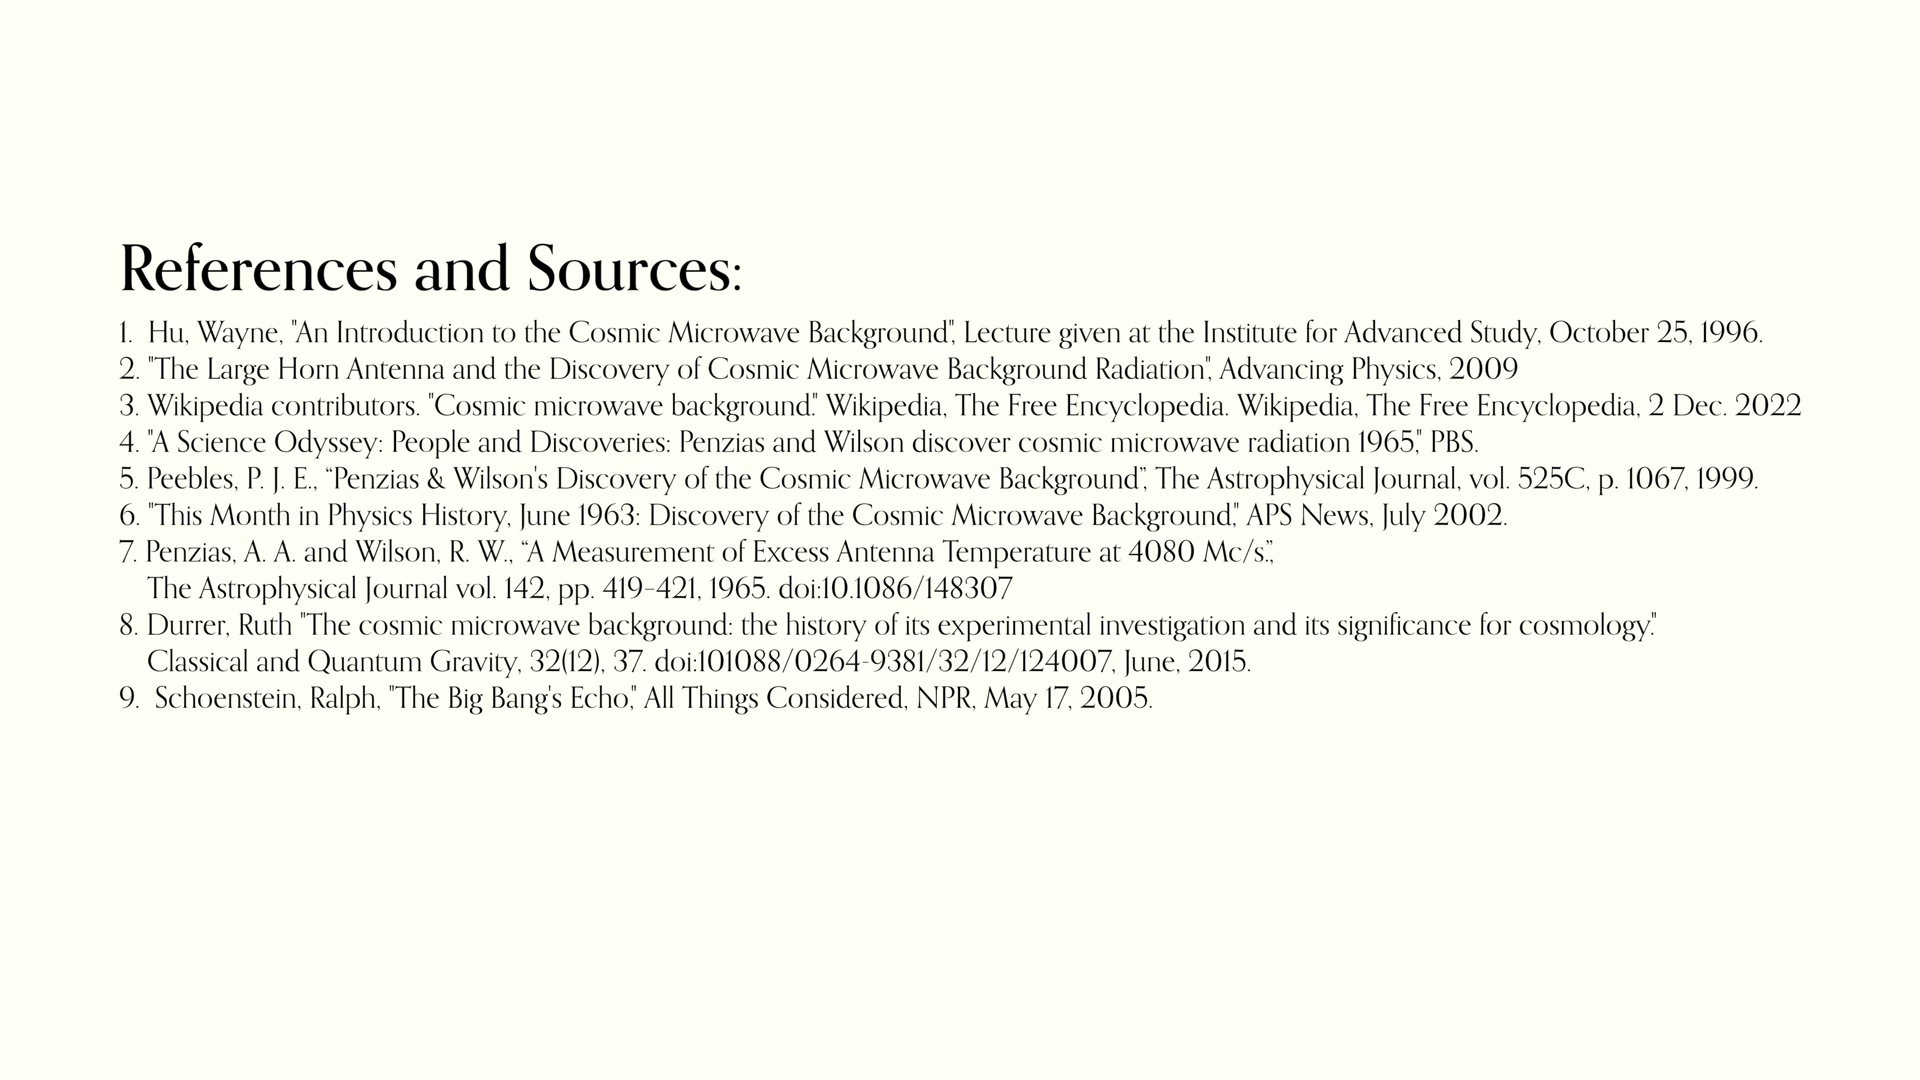 References and Sources:
1. Hu, Wayne, "An Introduction to the Cosmic Microwave Background", Lecture given at the Institute for Advanced Study, October 25, 1996.
2. "The Large Horn Antenna and the Discovery of Cosmic Microwave Background Radiation", Advancing Physics, 2009
3. Wikipedia contributors. "Cosmic microwave background." Wikipedia, The Free Encyclopedia. Wikipedia, The Free Encyclopedia, 2 Dec. 2022
4. "A Science Odyssey: People and Discoveries: Penzias and Wilson discover cosmic microwave radiation 1965," PBS.
5. Peebles, P. J. E., “Penzias & Wilson's Discovery of the Cosmic Microwave Background”, The Astrophysical Journal, vol. 525C, p. 1067, 1999.
6. "This Month in Physics History, June 1963: Discovery of the Cosmic Microwave Background," APS News, July 2002.
7. Penzias, A. A. and Wilson, R. W., “A Measurement of Excess Antenna Temperature at 4080 Mc/s.”,
The Astrophysical Journal vol. 142, pp. 419–421, 1965. doi:10.1086/148307
8. Durrer, Ruth "The cosmic microwave background: the history of its experimental investigation and its significance for cosmology."
Classical and Quantum Gravity, 32(12), 37. doi:101088/0264-9381/32/12/124007, June, 2015.
9. Schoenstein, Ralph, "The Big Bang's Echo," All Things Considered, NPR, May 17, 2005.